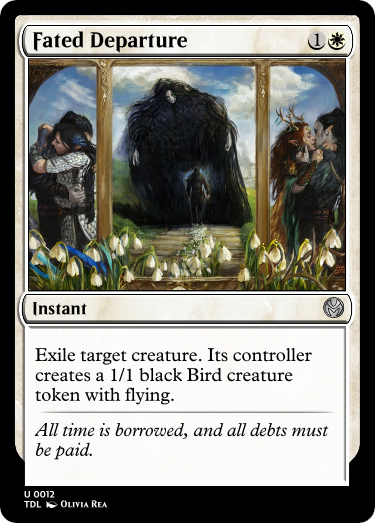 Fated Departure 1
Instant
Exile target creature. Its controller
creates a 1/1 black Bird creature
token with flying.
All time is borrowed, and all debts must
be paid.
U 0012
TDL Olivia Rea